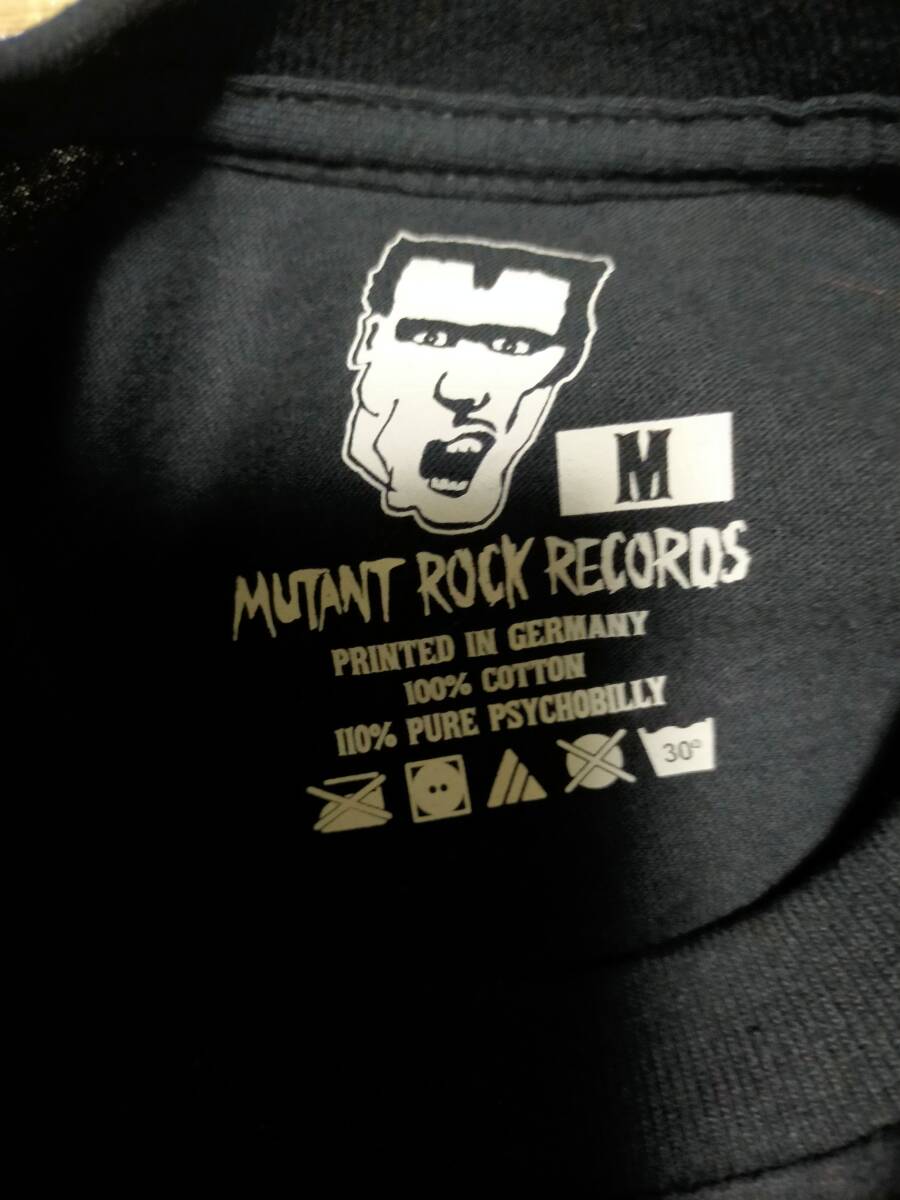 M
MUTANT ROCK RECORDS
PRINTED IN GERMANY
100% COTTON
110% PURE PSYCHOBILLY
30°